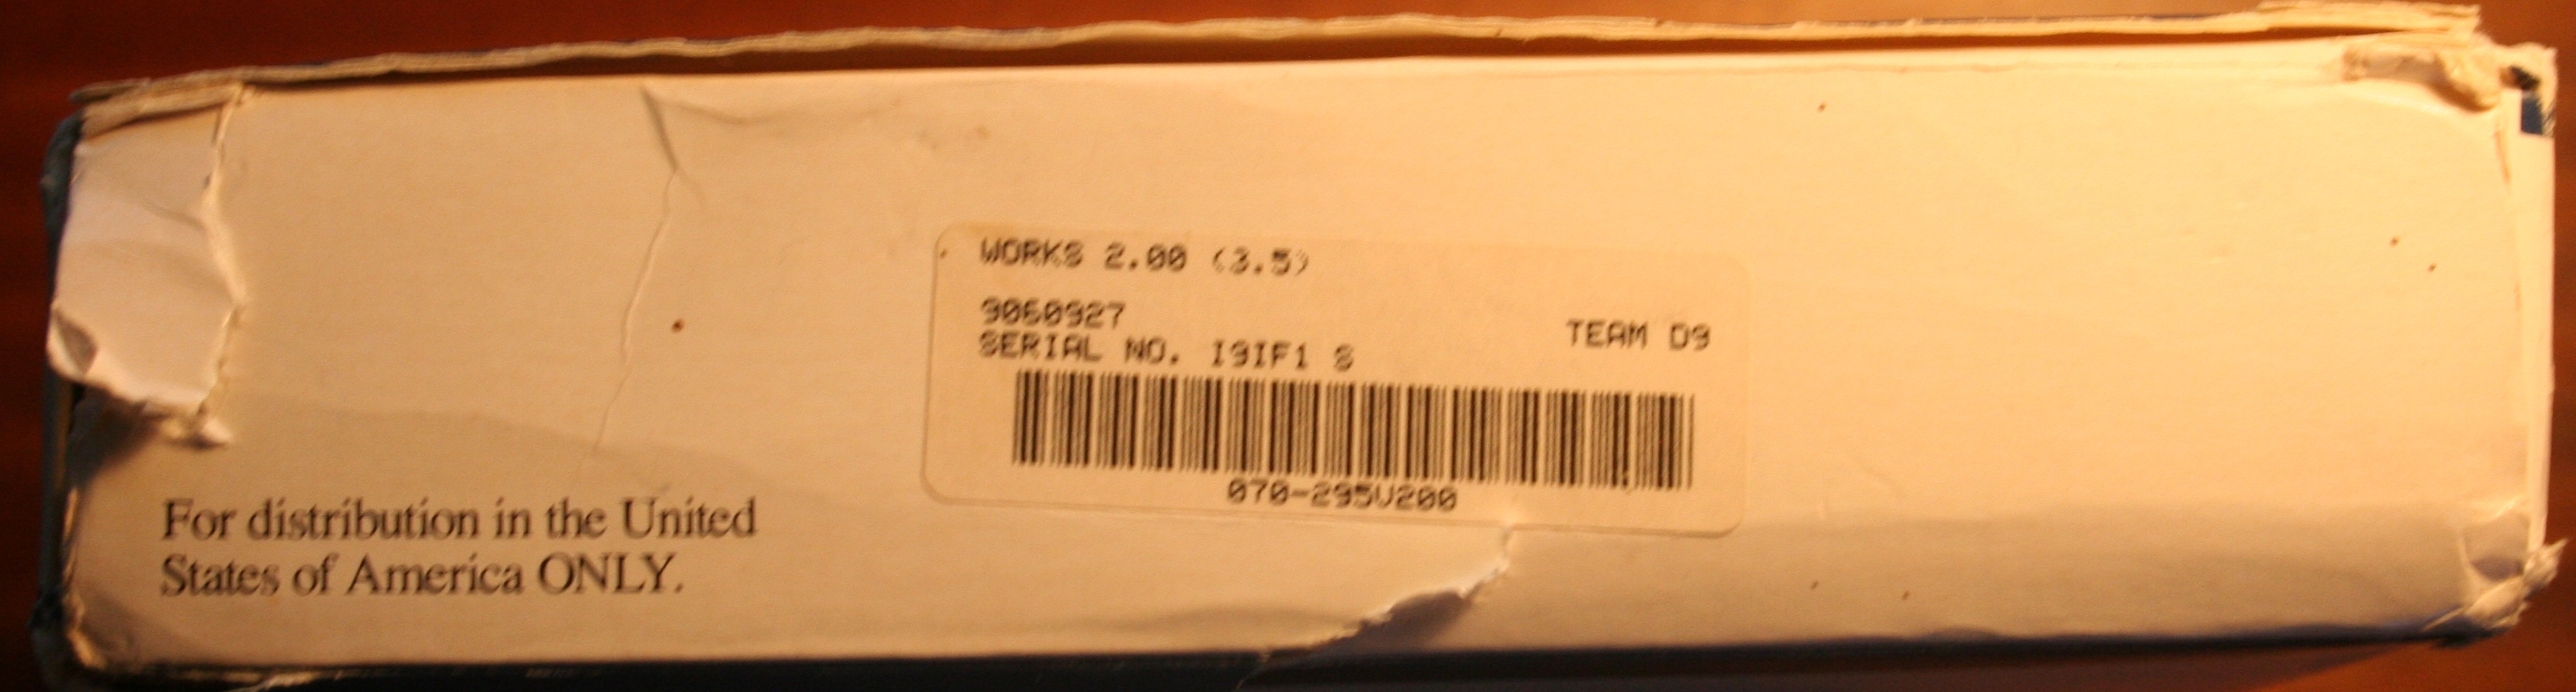 WORKS 2.00 (3.5)
9060927
TEAM D9
SERIAL NO. I9IF1 S
070-295V200
For distribution in the United
States of America ONLY.